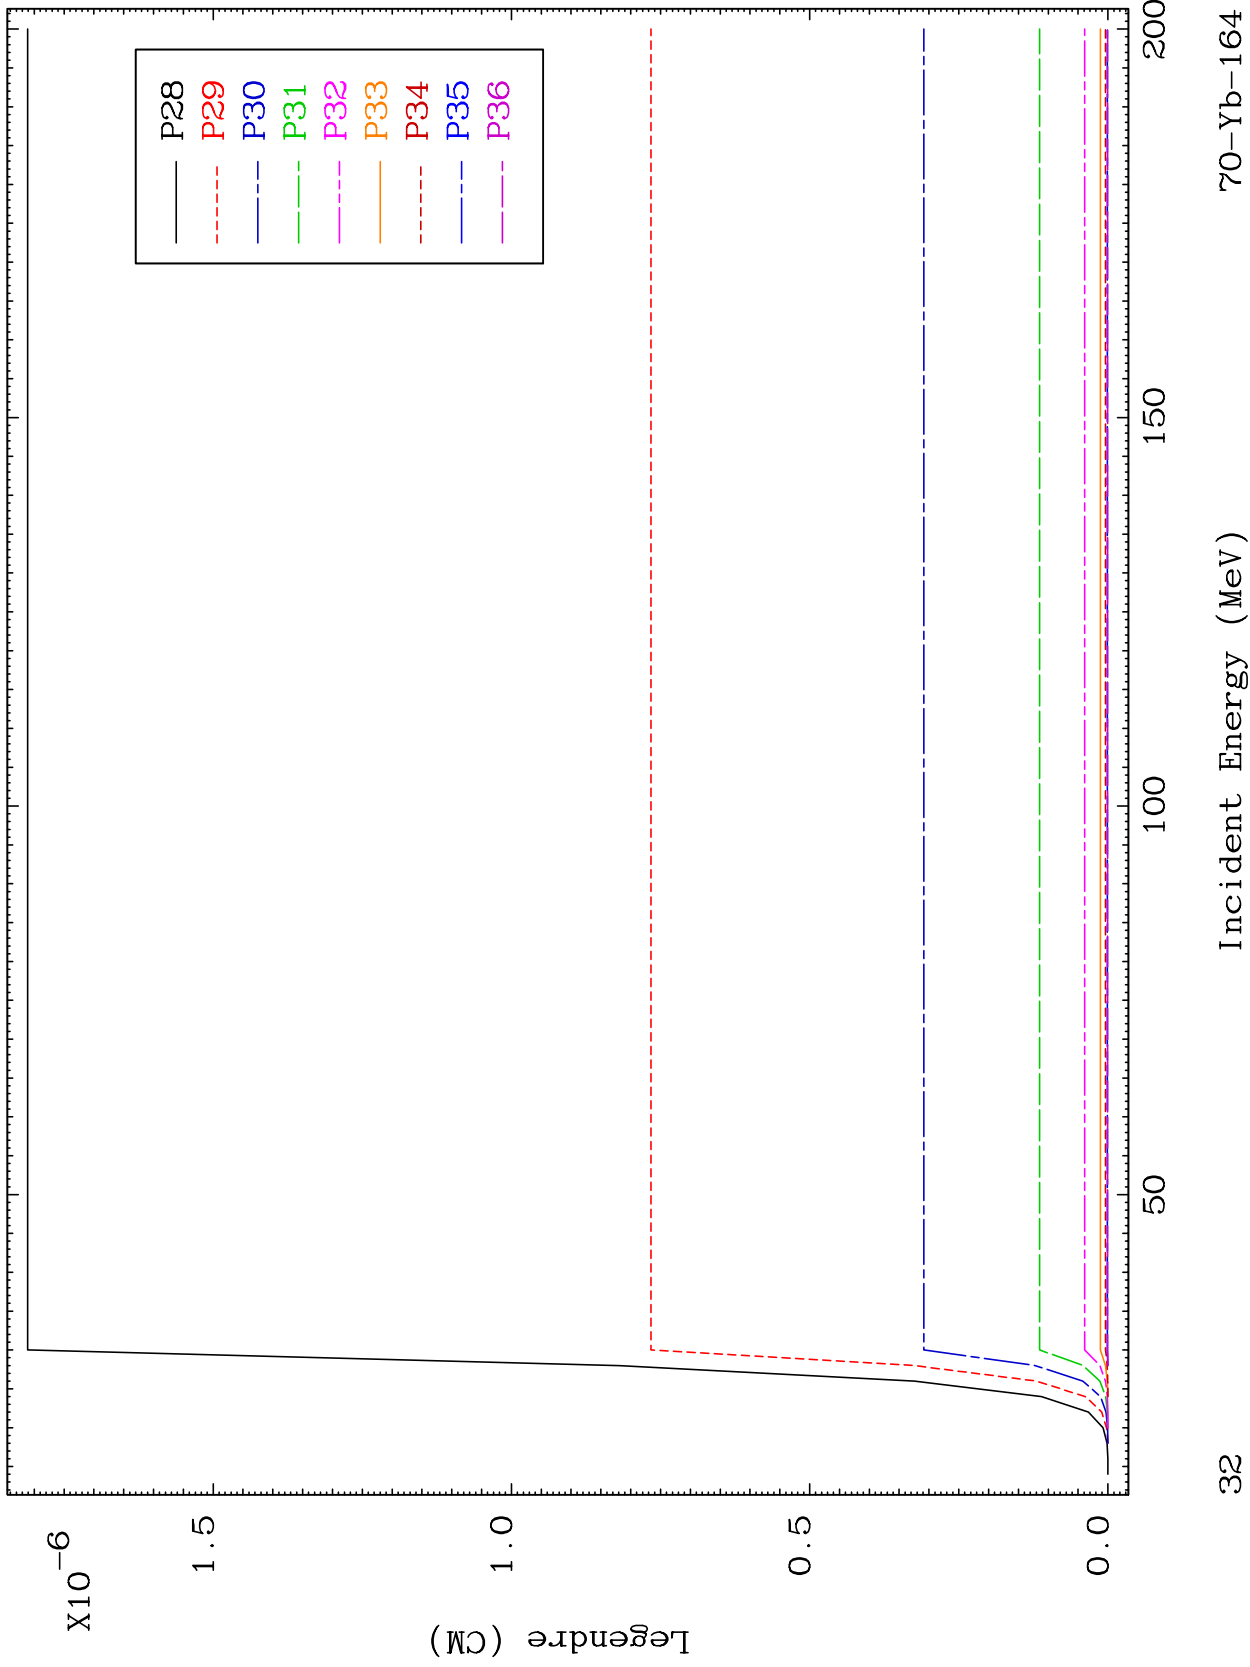 X10-6
1.5
1.0
0.5
0.0
Legendre (CM)
P28
P29
P30
P31
P32
P33
P34
P35
P36
50
100
150
200
32
Incident Energy (MeV)
70-Yb-164